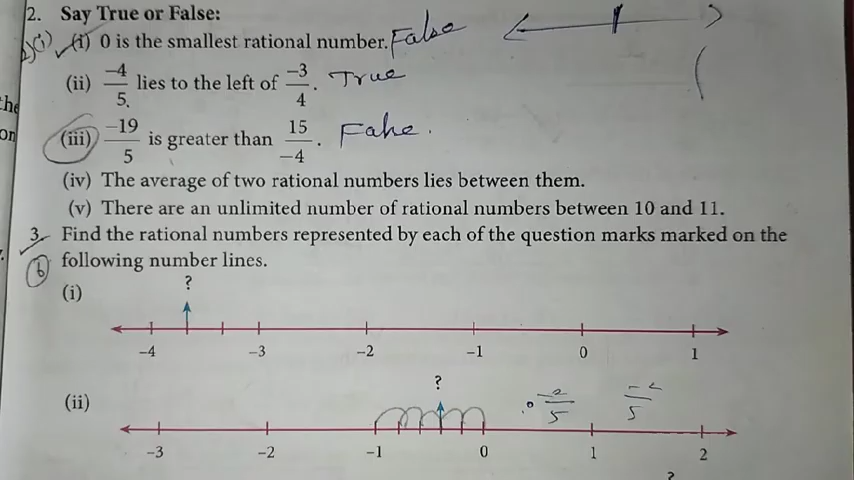 2. Say True or False:
(i) 0 is the smallest rational number. False
(ii) -4/5 lies to the left of -3/4. True
(iii) -19/5 is greater than 15/-4. False.
(iv) The average of two rational numbers lies between them.
(v) There are an unlimited number of rational numbers between 10 and 11.
3. Find the rational numbers represented by each of the question marks marked on the
following number lines.
(i) ?
-4 -3 -2 -1 0 1
(ii) ? -2/5
-3 -2 -1 0 1 2
?